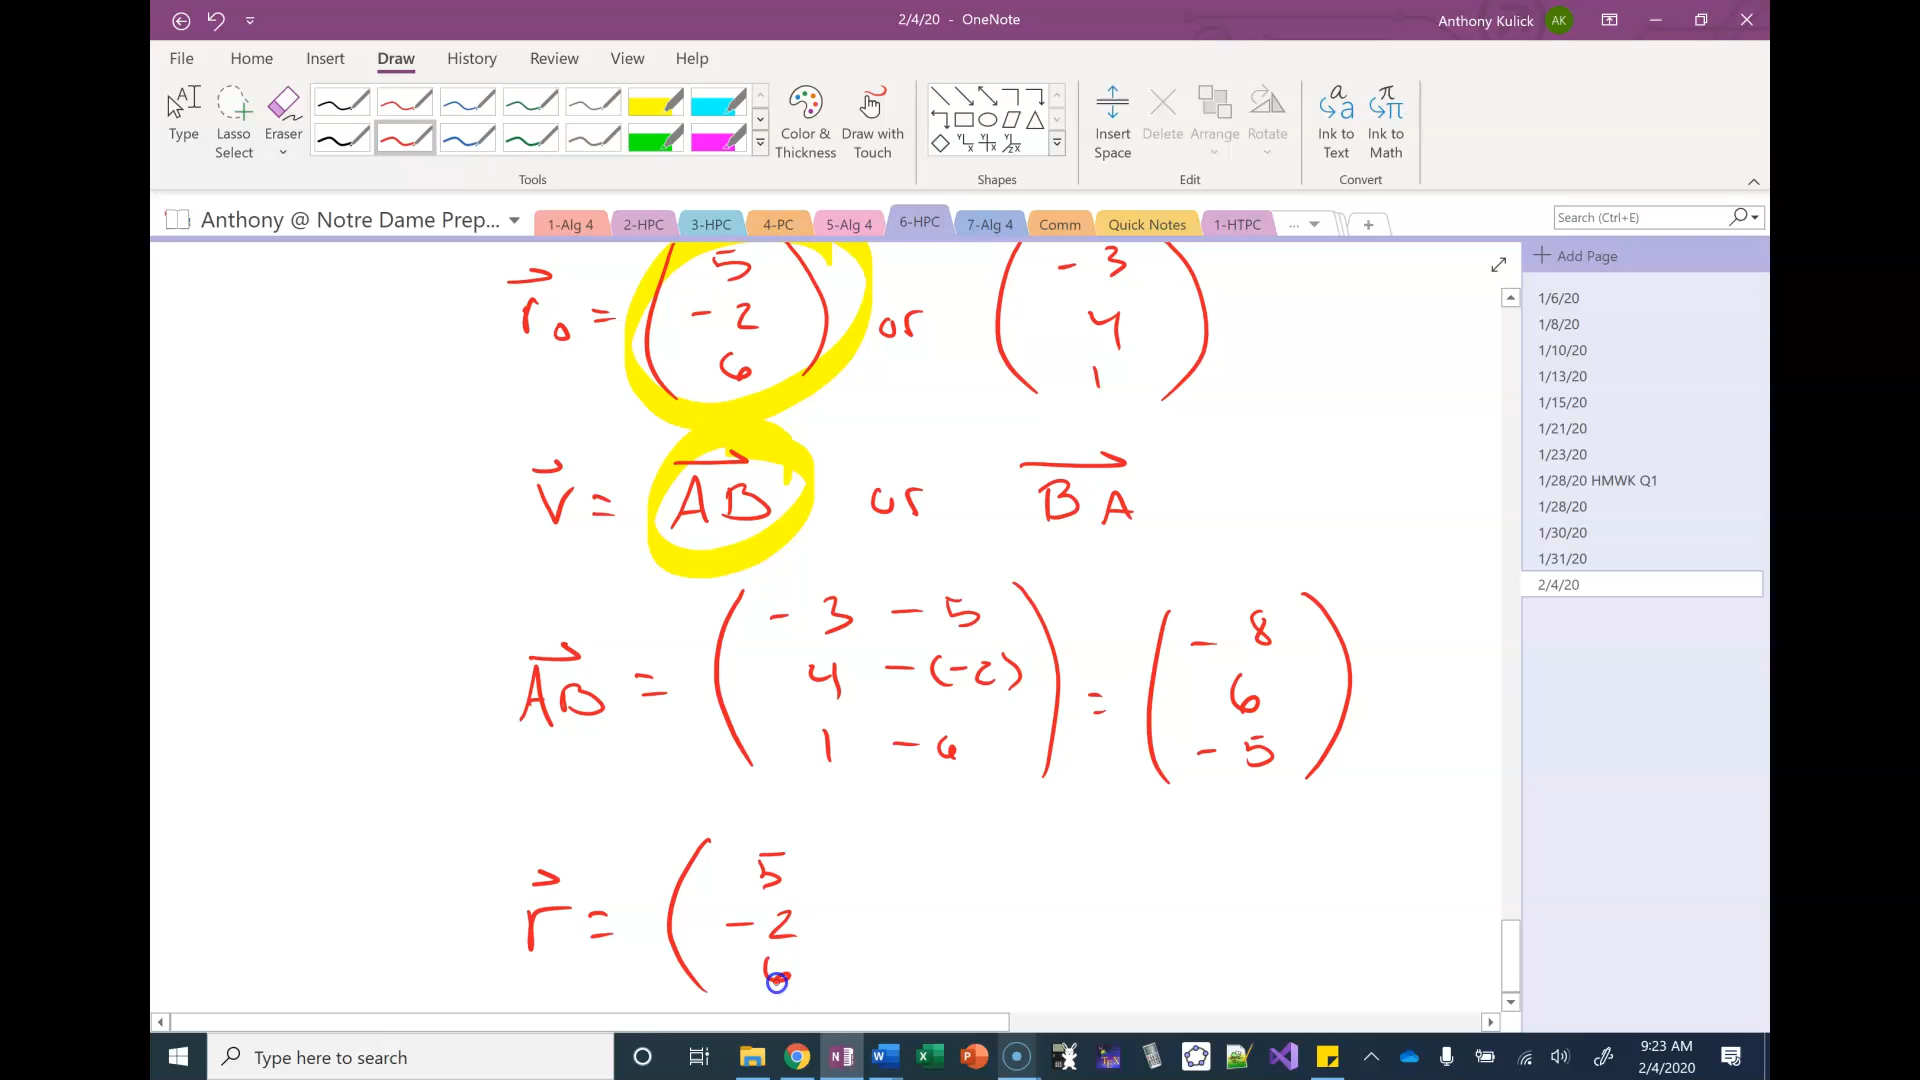 2/4/20 - OneNote
Anthony Kulick AK
File Home Insert Draw History Review View Help
Type
Lasso Select
Eraser
Color & Thickness
Draw with Touch
Insert Space
Delete
Arrange
Rotate
Ink to Text
Ink to Math
Tools Shapes Edit Convert
Anthony @ Notre Dame Prep...
1-Alg 4 2-HPC 3-HPC 4-PC 5-Alg 4 6-HPC 7-Alg 4 Comm Quick Notes 1-HTPC ...
Search (Ctrl+E)
Add Page
1/6/20
1/8/20
1/10/20
1/13/20
1/15/20
1/21/20
1/23/20
1/28/20 HMWK Q1
1/28/20
1/30/20
1/31/20
2/4/20
5 - 3
r₀ = - 2 or 4
6 1
v = AB or BA
- 3 - 5 - 8
AB = 4 - (-2) = 6
1 - 6 - 5
5
r = - 2
6
Type here to search
9:23 AM
2/4/2020